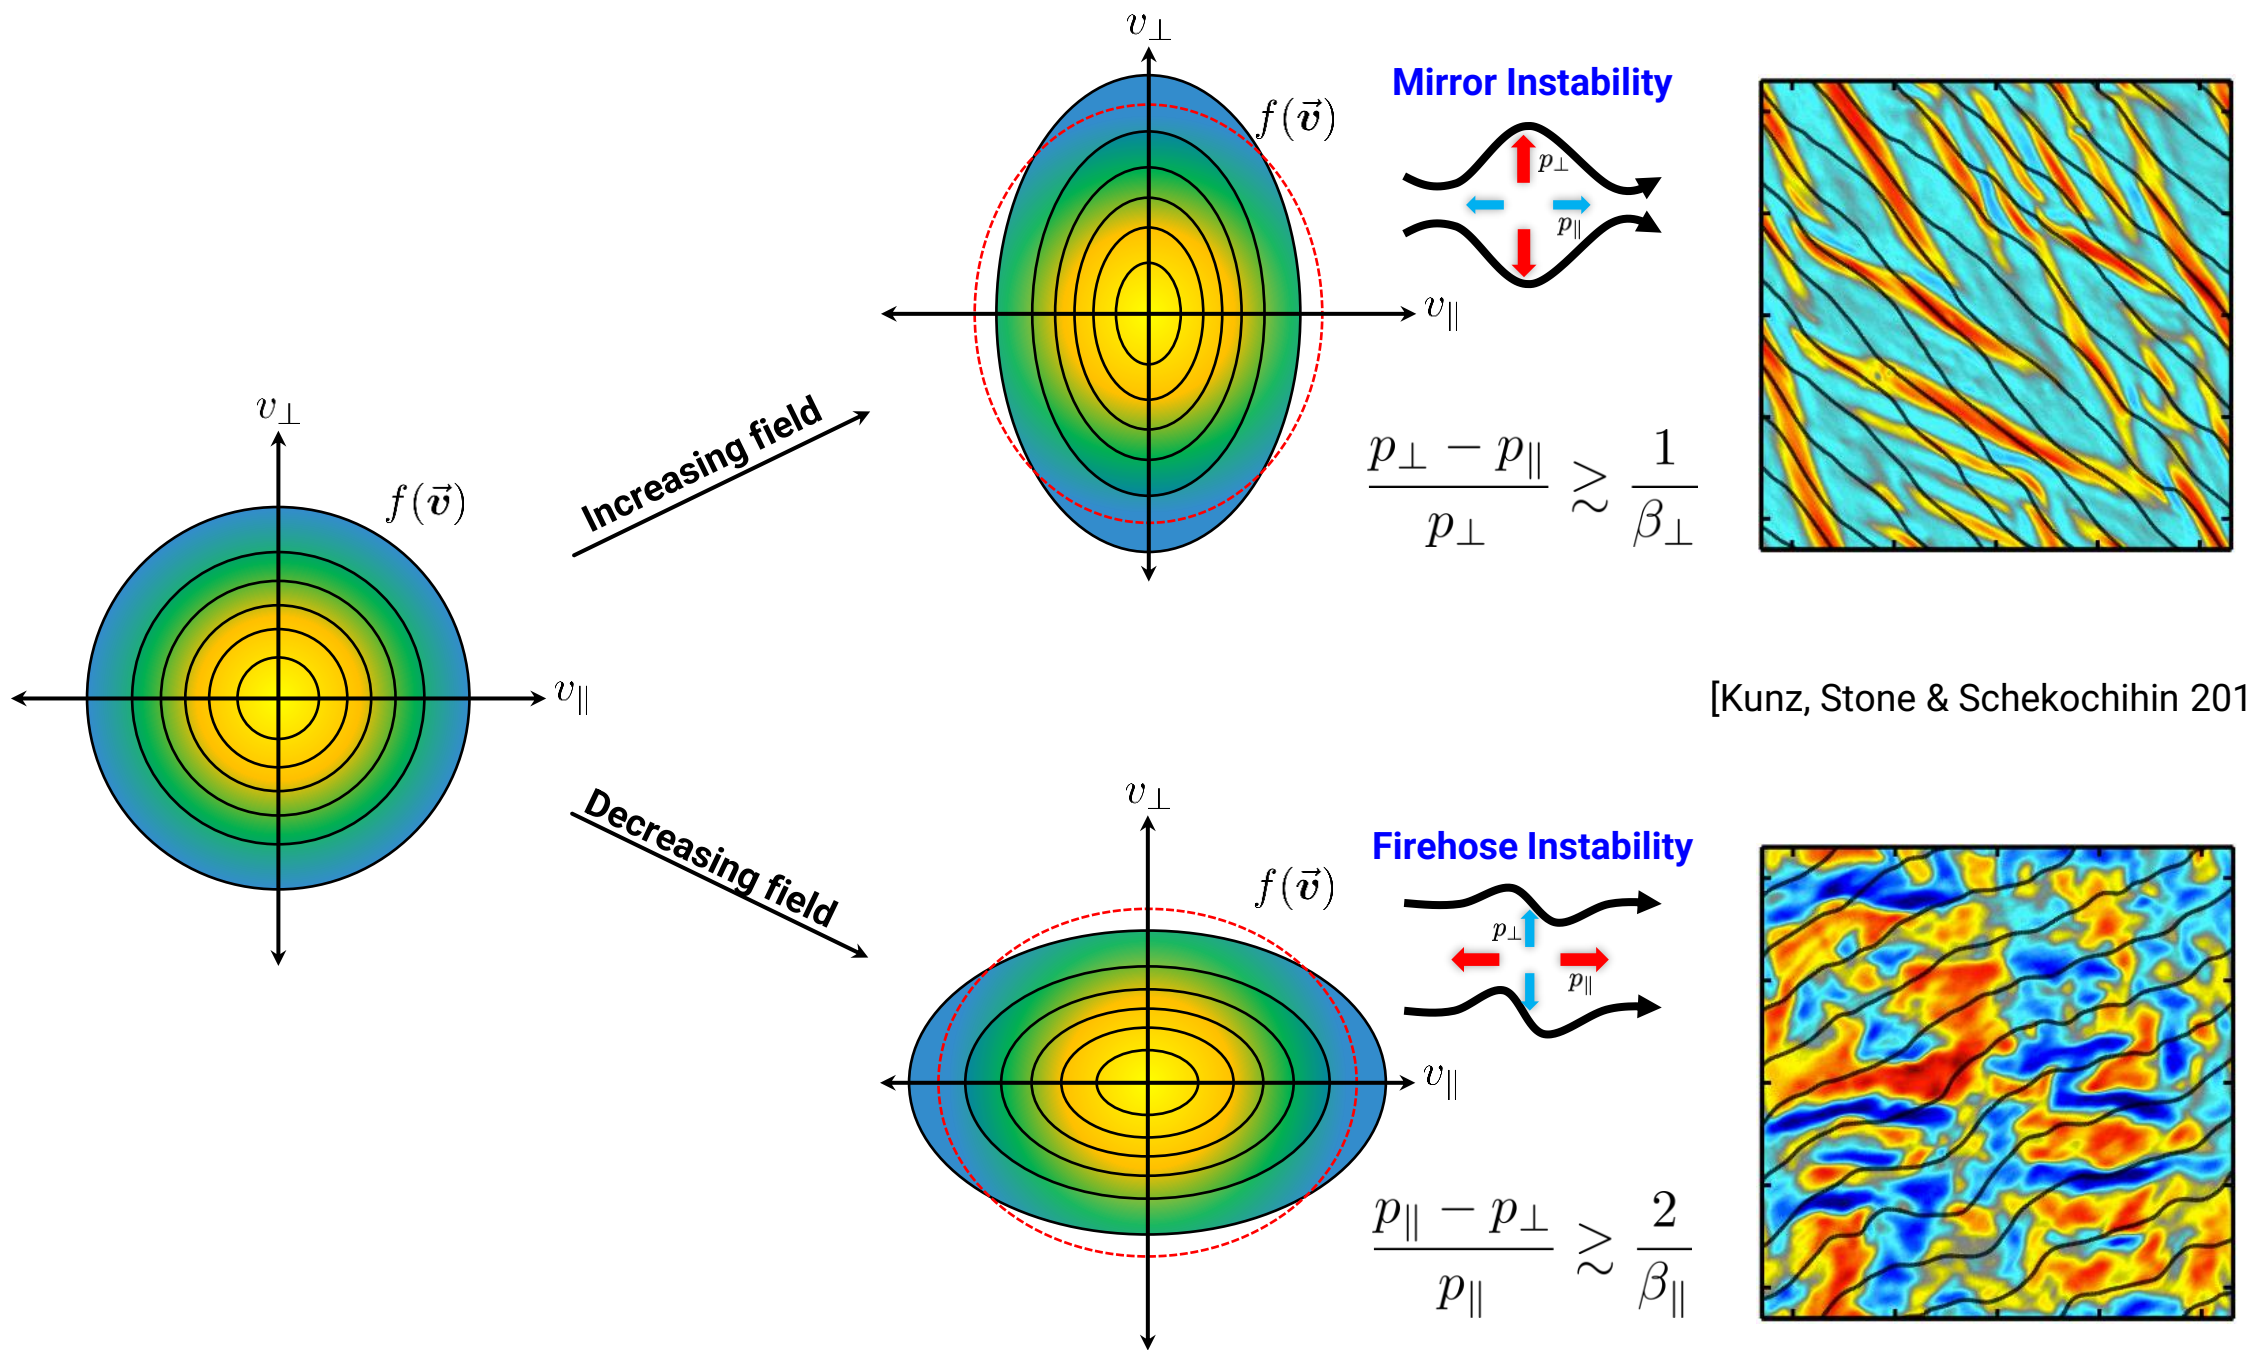 v⊥
f(v⃗)
v∥
Increasing field
Decreasing field
v⊥
f(v⃗)
v∥
Mirror Instability
p⊥
p∥
(p⊥ − p∥) / p⊥ ≳ 1 / β⊥
[Kunz, Stone & Schekochihin 201
v⊥
f(v⃗)
v∥
Firehose Instability
p⊥
p∥
(p∥ − p⊥) / p∥ ≳ 2 / β∥